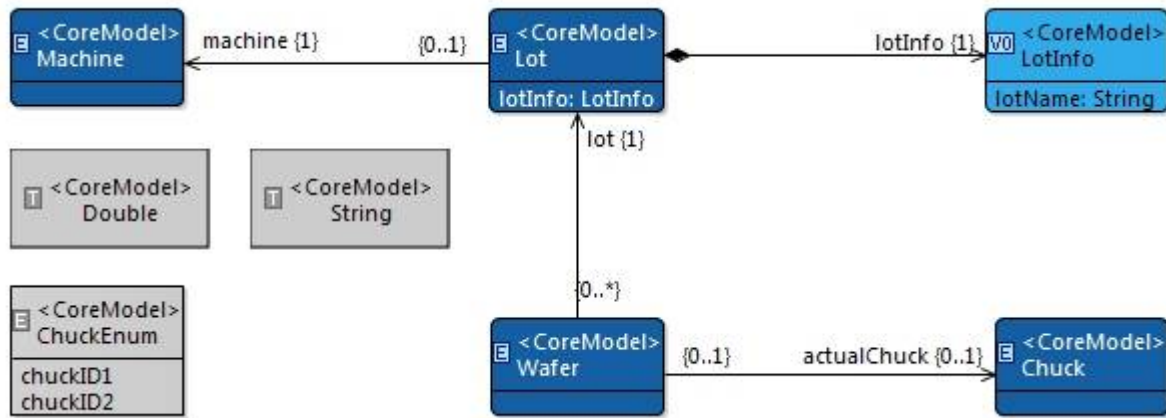 E <CoreModel>
Machine
machine {1}
{0..1}
E <CoreModel>
Lot
lotInfo: LotInfo
lotInfo {1}
VO <CoreModel>
LotInfo
lotName: String
lot {1}
T <CoreModel>
Double
T <CoreModel>
String
E <CoreModel>
ChuckEnum
chuckID1
chuckID2
{0..*}
E <CoreModel>
Wafer
{0..1}
actualChuck {0..1}
E <CoreModel>
Chuck